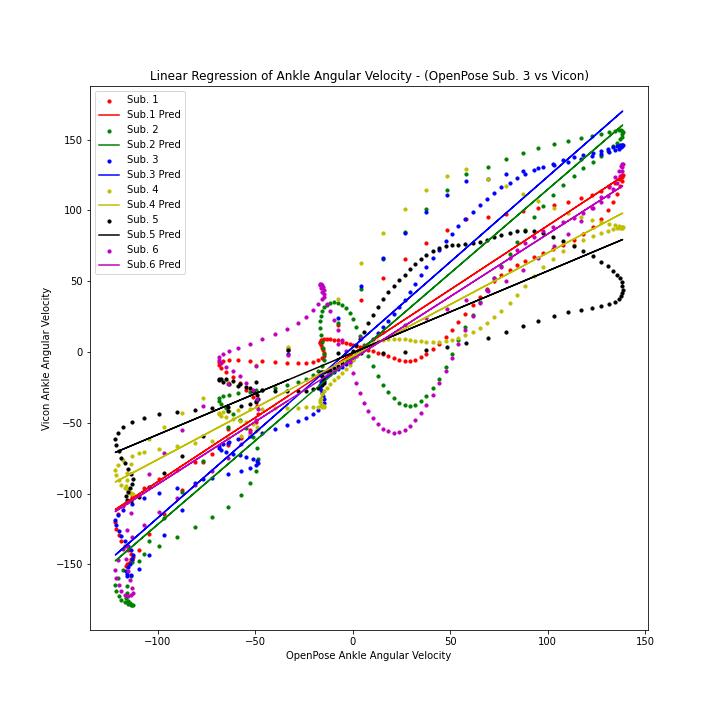 Linear Regression of Ankle Angular Velocity - (OpenPose Sub. 3 vs Vicon)
Sub. 1
Sub.1 Pred
Sub. 2
Sub.2 Pred
Sub. 3
Sub.3 Pred
Sub. 4
Sub.4 Pred
Sub. 5
Sub.5 Pred
Sub. 6
Sub.6 Pred
150
100
50
0
−50
−100
−150
Vicon Ankle Angular Velocity
−100 −50 0 50 100 150
OpenPose Ankle Angular Velocity